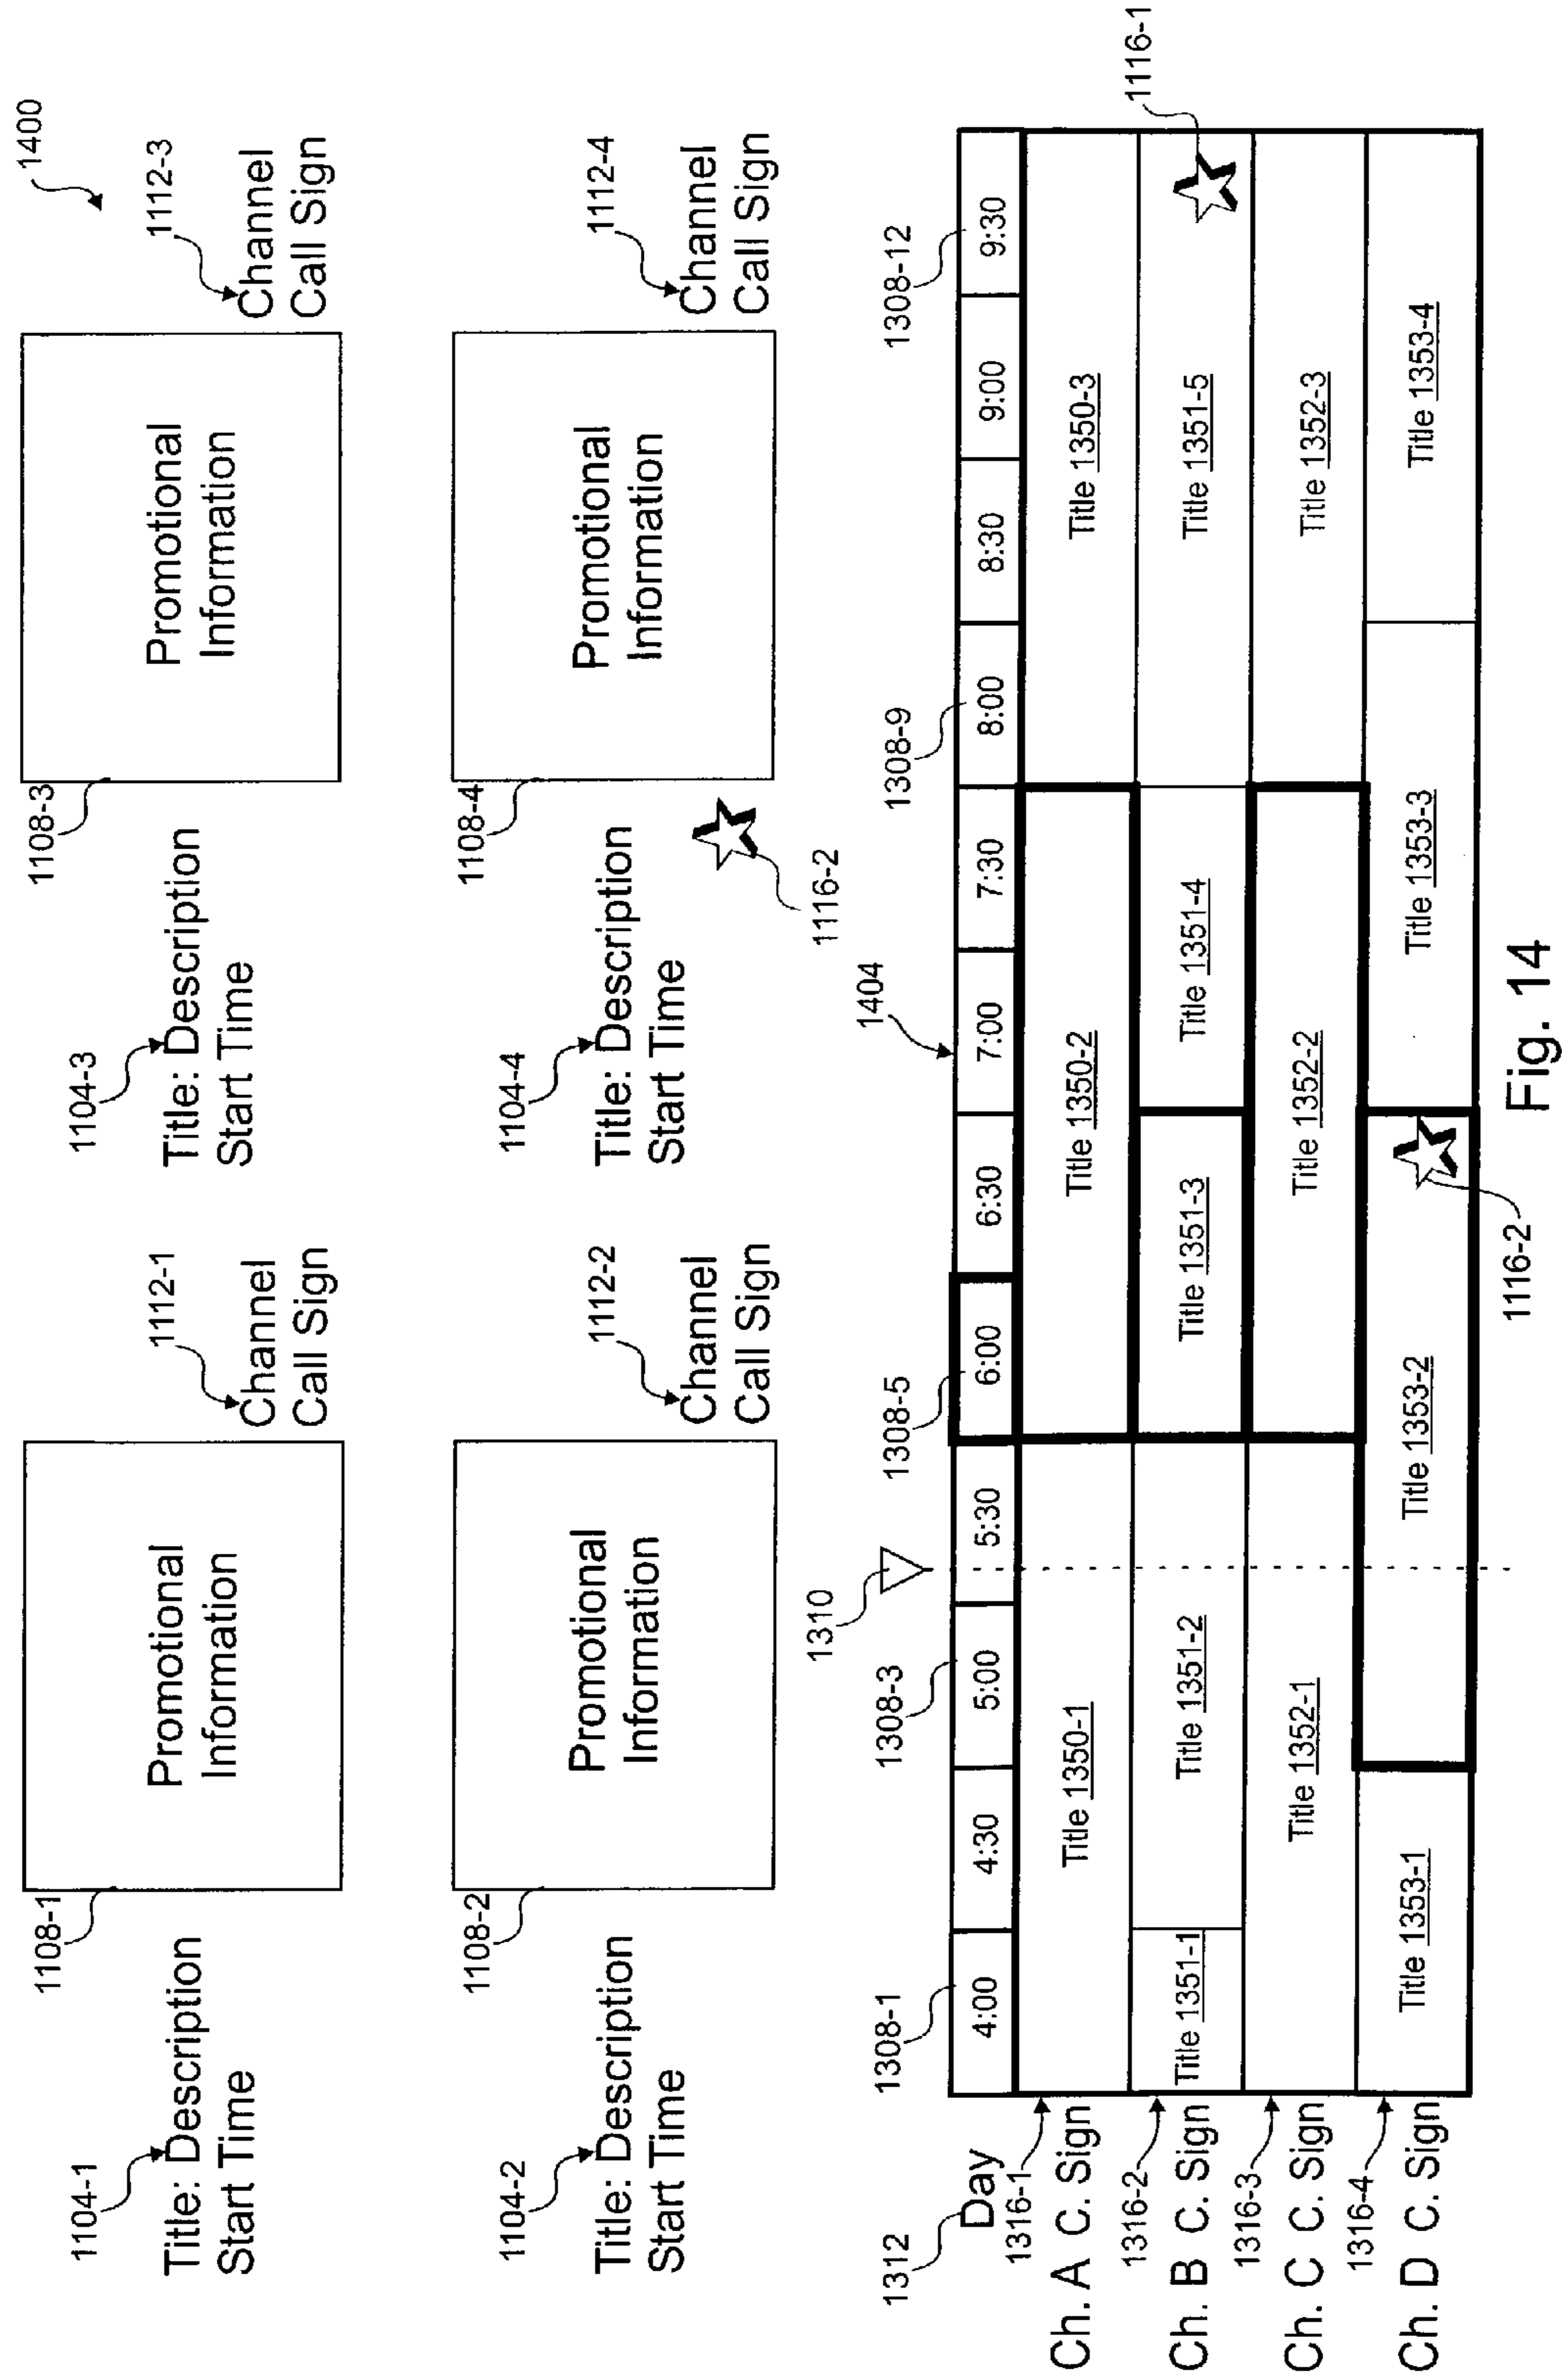 1400
1104-1
Title: Description
Start Time
1108-1
Promotional
Information
1112-1
Channel
Call Sign
1104-3
Title: Description
Start Time
1108-3
Promotional
Information
1112-3
Channel
Call Sign
1104-2
Title: Description
Start Time
1108-2
Promotional
Information
1112-2
Channel
Call Sign
1104-4
Title: Description
Start Time
1108-4
1116-2
Promotional
Information
1112-4
Channel
Call Sign
1312
1308-1
1308-3
1310
1308-5
1404
1308-9
1308-12
1116-1
Day
4:00 4:30 5:00 5:30 6:00 6:30 7:00 7:30 8:00 8:30 9:00 9:30
1316-1
Ch. A C. Sign
Title 1350-1 Title 1350-2 Title 1350-3
1316-2
Ch. B C. Sign
Title 1351-1 Title 1351-2 Title 1351-3 Title 1351-4 Title 1351-5
1316-3
Ch. C C. Sign
Title 1352-1 Title 1352-2 Title 1352-3
1316-4
Ch. D C. Sign
Title 1353-1 Title 1353-2 Title 1353-3 Title 1353-4
1116-2
Fig. 14